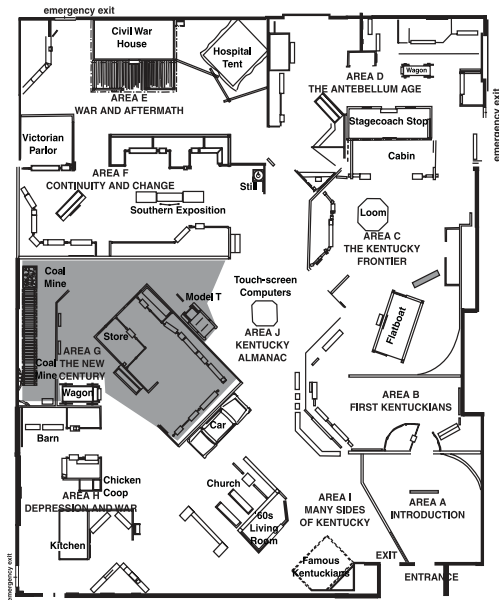 emergency exit
Civil War
House
Hospital
Tent
AREA E
WAR AND AFTERMATH
AREA D
THE ANTEBELLUM AGE
Wagon
Stagecoach Stop
emergency exit
Victorian
Parlor
Cabin
AREA F
CONTINUITY AND CHANGE
Still
Southern Exposition
Loom
AREA C
THE KENTUCKY
FRONTIER
Coal
Mine
Touch-screen
Computers
Model T
Store
AREA J
KENTUCKY
ALMANAC
Flatboat
Coal
Mine
AREA G
THE NEW
CENTURY
Wagon
AREA B
FIRST KENTUCKIANS
Car
Barn
Chicken
Coop
AREA H
DEPRESSION AND WAR
Church
'60s
Living
Room
AREA I
MANY SIDES
OF KENTUCKY
AREA A
INTRODUCTION
Kitchen
Famous
Kentuckians
EXIT
ENTRANCE
emergency exit